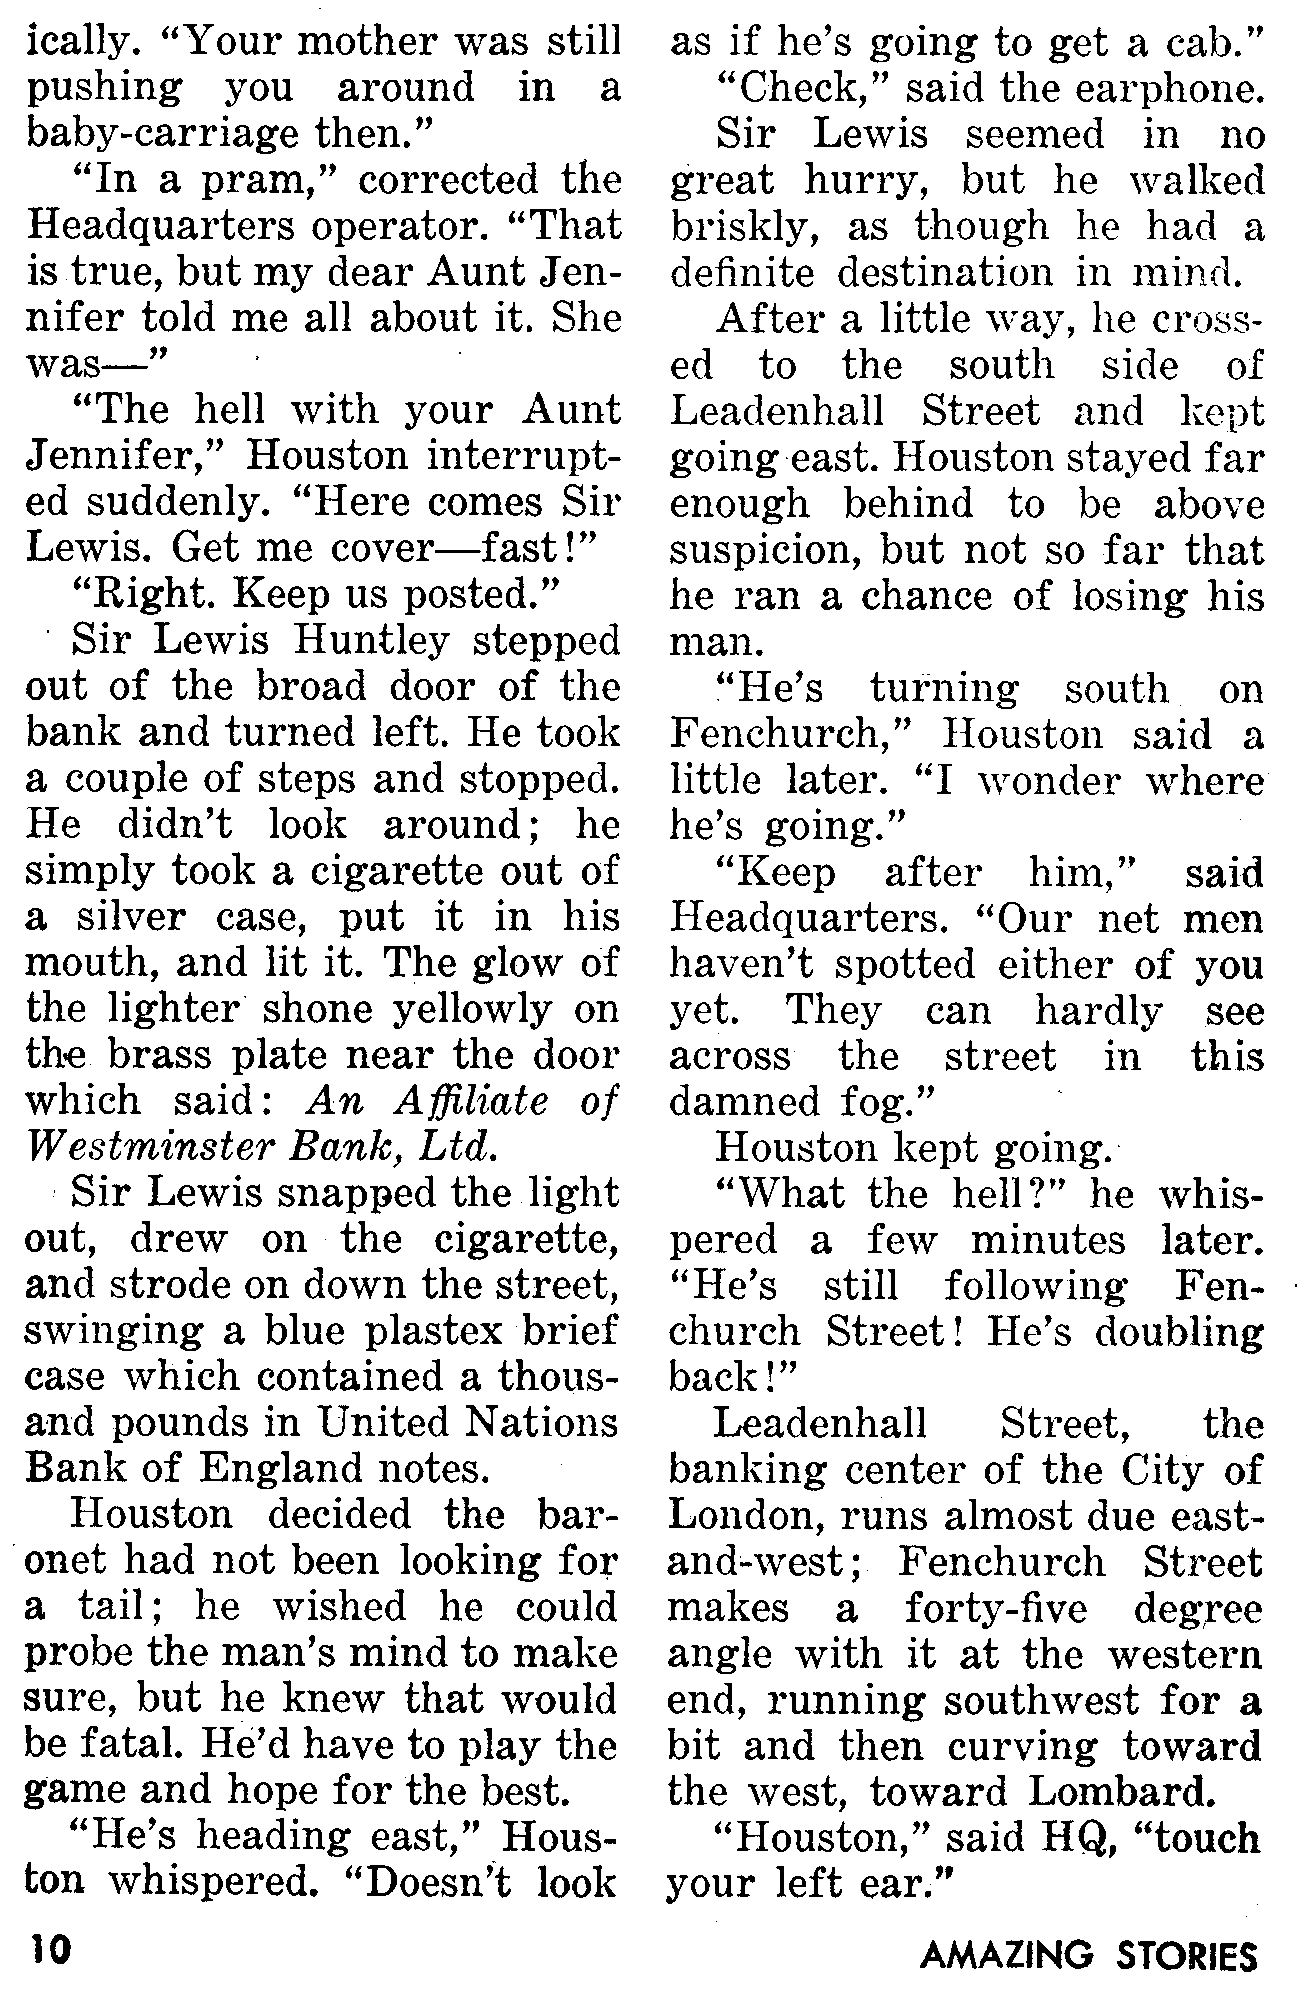 ically. “Your mother was still
pushing you around in a
baby-carriage then.”
“In a pram,” corrected the
Headquarters operator. “That
is true, but my dear Aunt Jen-
nifer told me all about it. She
was—”
“The hell with your Aunt
Jennifer,” Houston interrupt-
ed suddenly. “Here comes Sir
Lewis. Get me cover—fast!”
“Right. Keep us posted.”
Sir Lewis Huntley stepped
out of the broad door of the
bank and turned left. He took
a couple of steps and stopped.
He didn’t look around; he
simply took a cigarette out of
a silver case, put it in his
mouth, and lit it. The glow of
the lighter shone yellowly on
the brass plate near the door
which said: An Affiliate of
Westminster Bank, Ltd.
Sir Lewis snapped the light
out, drew on the cigarette,
and strode on down the street,
swinging a blue plastex brief
case which contained a thous-
and pounds in United Nations
Bank of England notes.
Houston decided the bar-
onet had not been looking for
a tail; he wished he could
probe the man’s mind to make
sure, but he knew that would
be fatal. He’d have to play the
game and hope for the best.
“He’s heading east,” Hous-
ton whispered. “Doesn’t look
as if he’s going to get a cab.”
“Check,” said the earphone.
Sir Lewis seemed in no
great hurry, but he walked
briskly, as though he had a
definite destination in mind.
After a little way, he cross-
ed to the south side of
Leadenhall Street and kept
going east. Houston stayed far
enough behind to be above
suspicion, but not so far that
he ran a chance of losing his
man.
“He’s turning south on
Fenchurch,” Houston said a
little later. “I wonder where
he’s going.”
“Keep after him,” said
Headquarters. “Our net men
haven’t spotted either of you
yet. They can hardly see
across the street in this
damned fog.”
Houston kept going.
“What the hell?” he whis-
pered a few minutes later.
“He’s still following Fen-
church Street! He’s doubling
back!”
Leadenhall Street, the
banking center of the City of
London, runs almost due east-
and-west; Fenchurch Street
makes a forty-five degree
angle with it at the western
end, running southwest for a
bit and then curving toward
the west, toward Lombard.
“Houston,” said HQ, “touch
your left ear.”
10
AMAZING STORIES